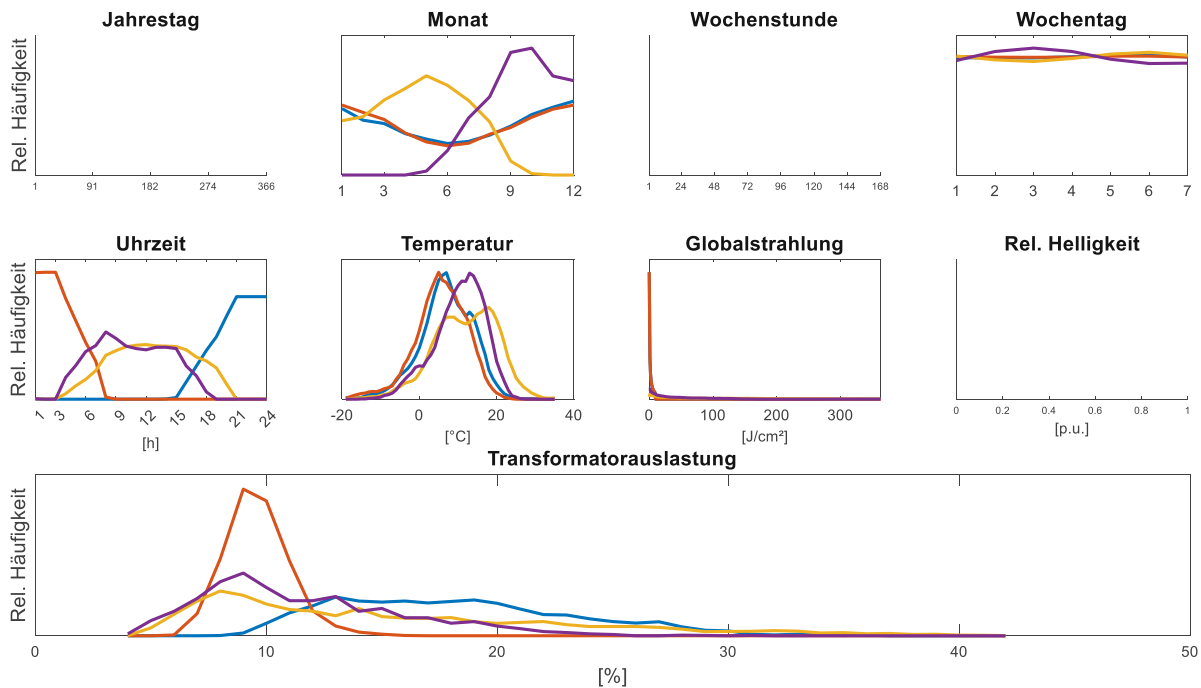 Jahrestag Monat Wochenstunde Wochentag
Rel. Häufigkeit
1 91 182 274 366
1 3 6 9 12
1 24 48 72 96 120 144 168
1 2 3 4 5 6 7
Uhrzeit Temperatur Globalstrahlung Rel. Helligkeit
Rel. Häufigkeit
1 3 6 9 12 15 18 21 24
[h]
-20 0 20 40
[°C]
0 100 200 300
[J/cm²]
0 0.2 0.4 0.6 0.8 1
[p.u.]
Transformatorauslastung
Rel. Häufigkeit
0 10 20 30 40 50
[%]